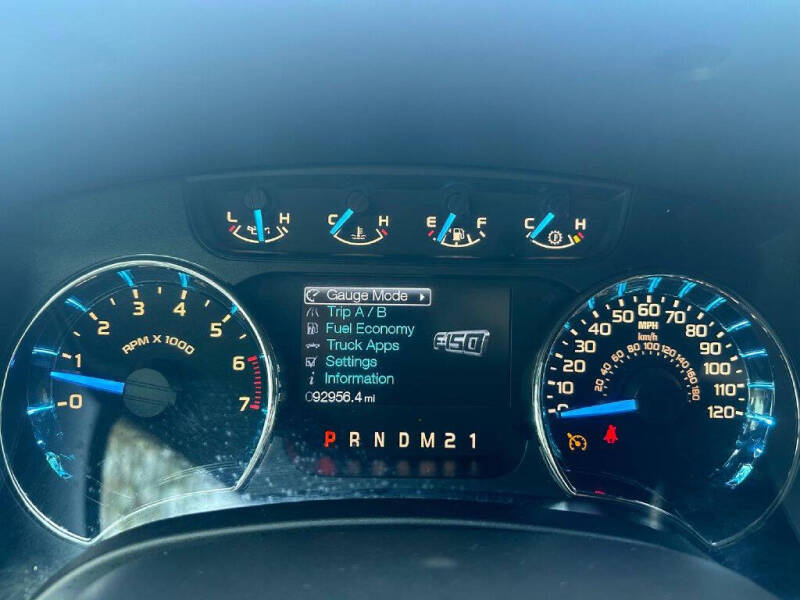 L H
C H
E F
C H
Gauge Mode
Trip A / B
Fuel Economy
Truck Apps
Settings
Information
092956.4 mi
F150
P R N D M 2 1
0 1 2 3 4 5 6 7
RPM X 1000
0 10 20 30 40 50 60 70 80 90 100 110 120
MPH
km/h
20 40 60 80 100 120 140 160 180